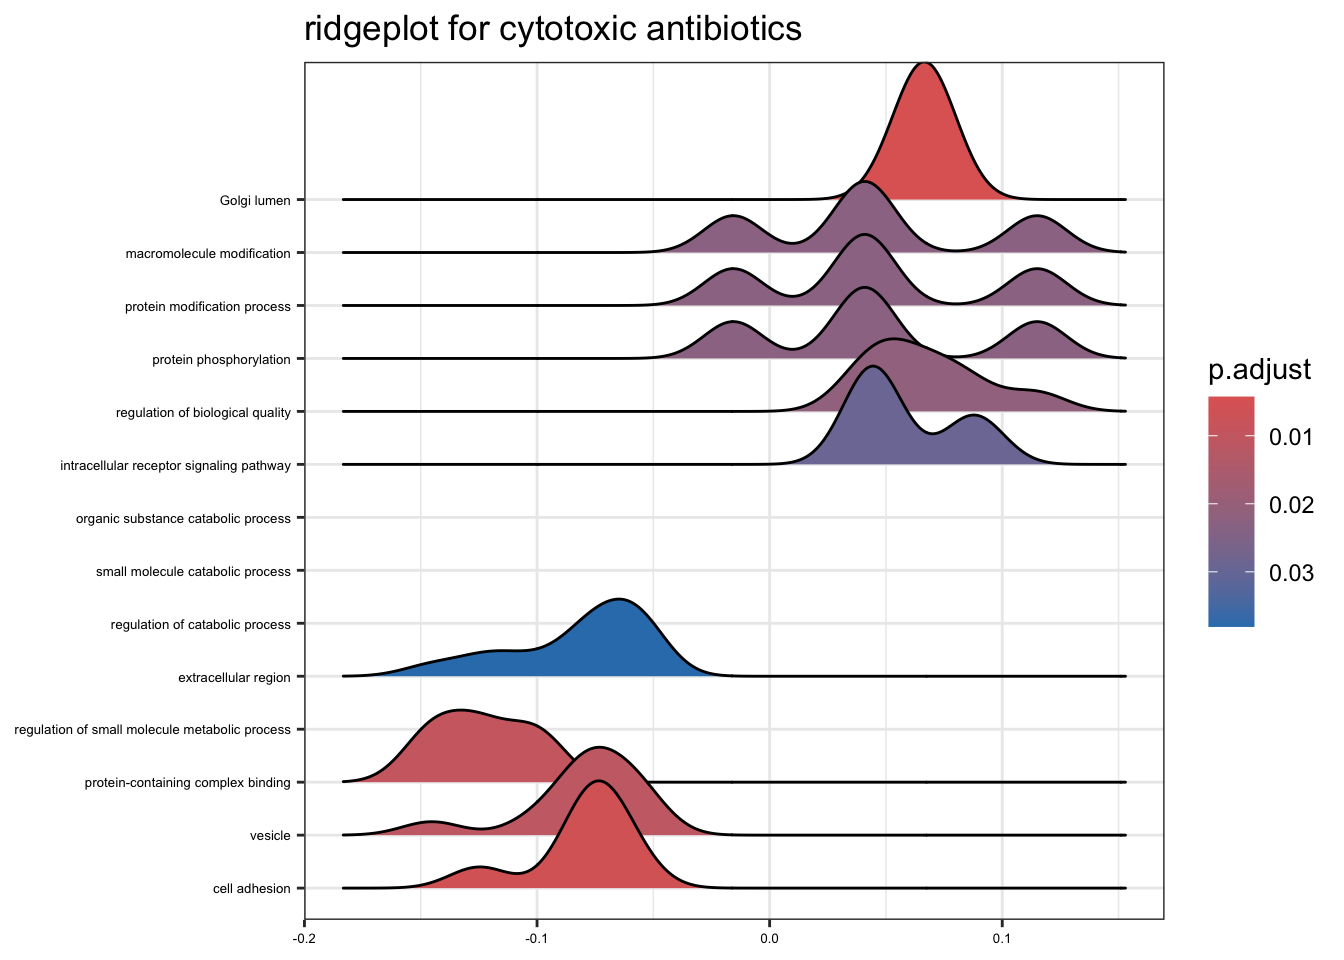 ridgeplot for cytotoxic antibiotics
Golgi lumen
macromolecule modification
protein modification process
protein phosphorylation
regulation of biological quality
intracellular receptor signaling pathway
organic substance catabolic process
small molecule catabolic process
regulation of catabolic process
extracellular region
regulation of small molecule metabolic process
protein-containing complex binding
vesicle
cell adhesion
-0.2
-0.1
0.0
0.1
p.adjust
0.01
0.02
0.03